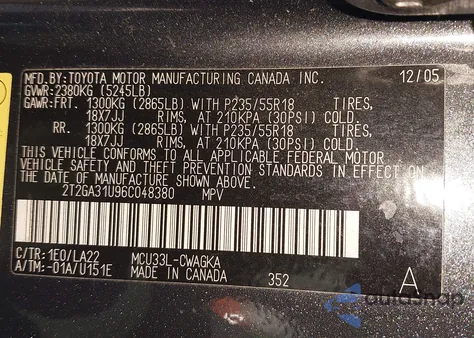 MFD.BY:TOYOTA MOTOR MANUFACTURING CANADA INC. 12/05
GVWR:2380KG (5245LB)
GAWR:FRT. 1300KG (2865LB) WITH P235/55R18 TIRES,
18X7JJ RIMS, AT 210KPA (30PSI) COLD.
RR. 1300KG (2865LB) WITH P235/55R18 TIRES,
18X7JJ RIMS, AT 210KPA (30PSI) COLD.
THIS VEHICLE CONFORMS TO ALL APPLICABLE FEDERAL MOTOR
VEHICLE SAFETY AND THEFT PREVENTION STANDARDS IN EFFECT ON
THE DATE OF MANUFACTURE SHOWN ABOVE.
2T2GA31U96C048380 MPV
C/TR:1E0/LA22 MCU33L-CWAGKA
A/TM:-01A/U151E MADE IN CANADA 352 A
autosnap